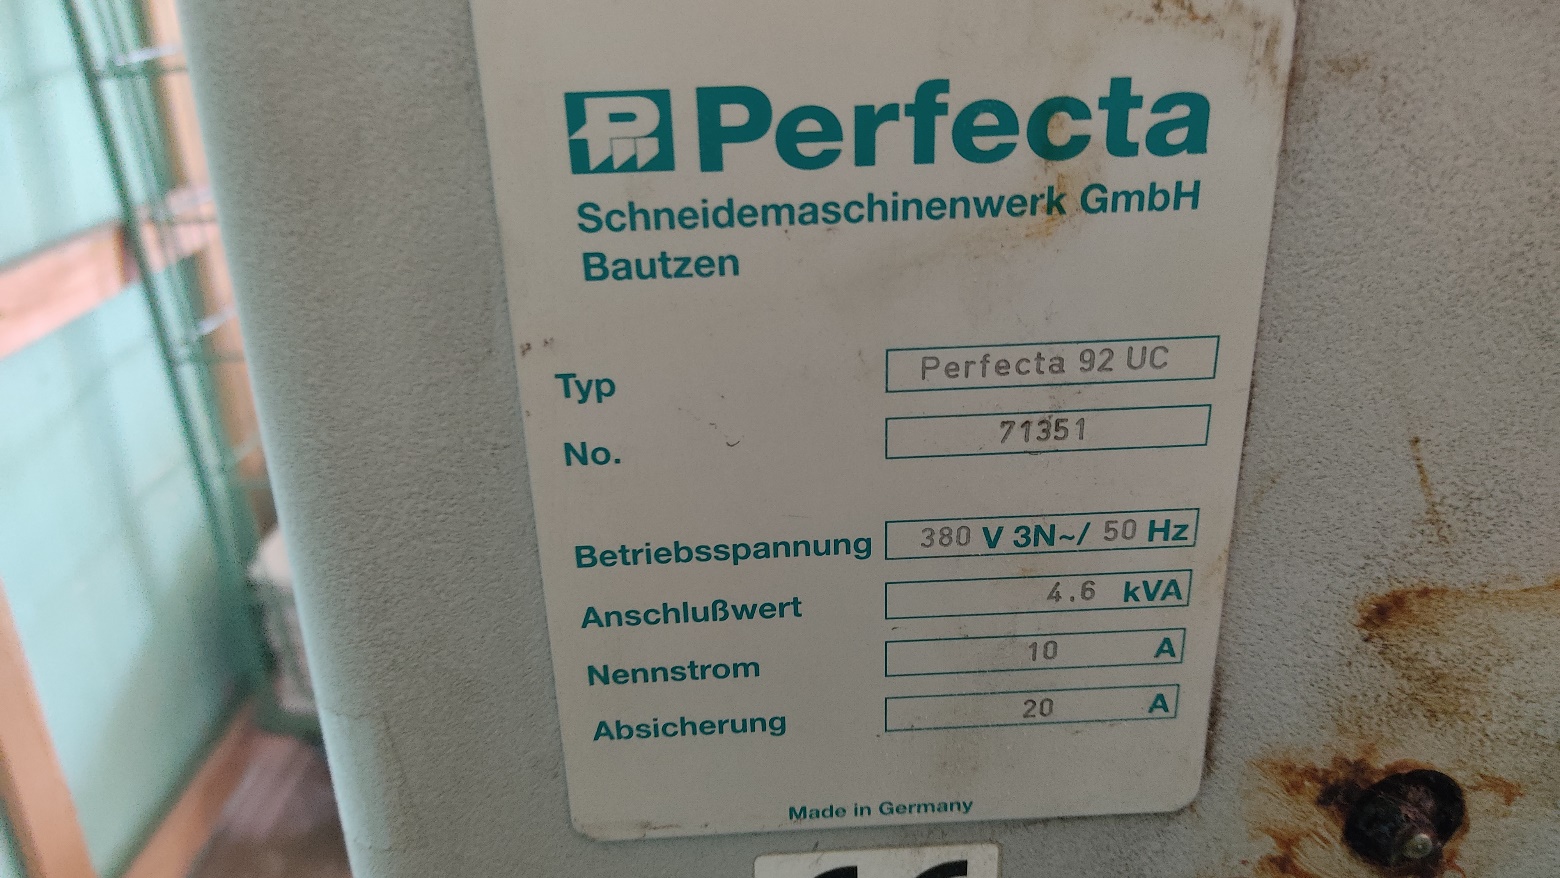 Perfecta
Schneidemaschinenwerk GmbH
Bautzen
Typ Perfecta 92 UC
No. 71351
Betriebsspannung 380 V 3N~/ 50 Hz
Anschlußwert 4.6 kVA
Nennstrom 10 A
Absicherung 20 A
Made in Germany